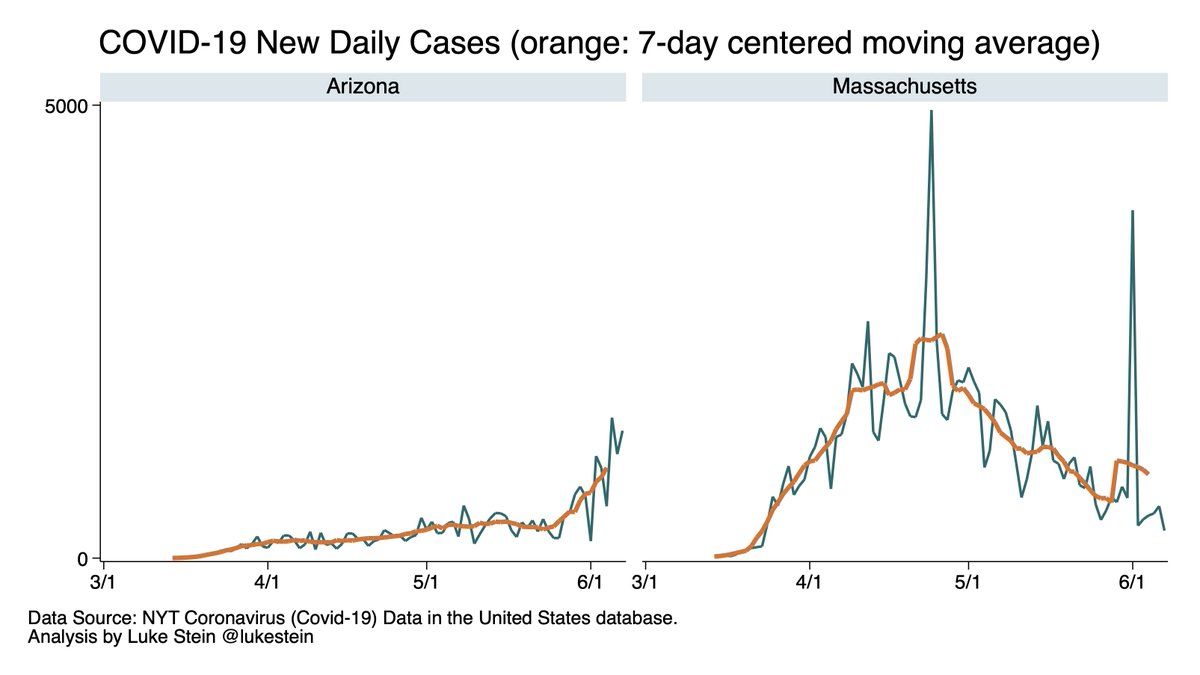 COVID-19 New Daily Cases (orange: 7-day centered moving average)
Arizona
Massachusetts
5000
0
3/1 4/1 5/1 6/1
3/1 4/1 5/1 6/1
Data Source: NYT Coronavirus (Covid-19) Data in the United States database.
Analysis by Luke Stein @lukestein